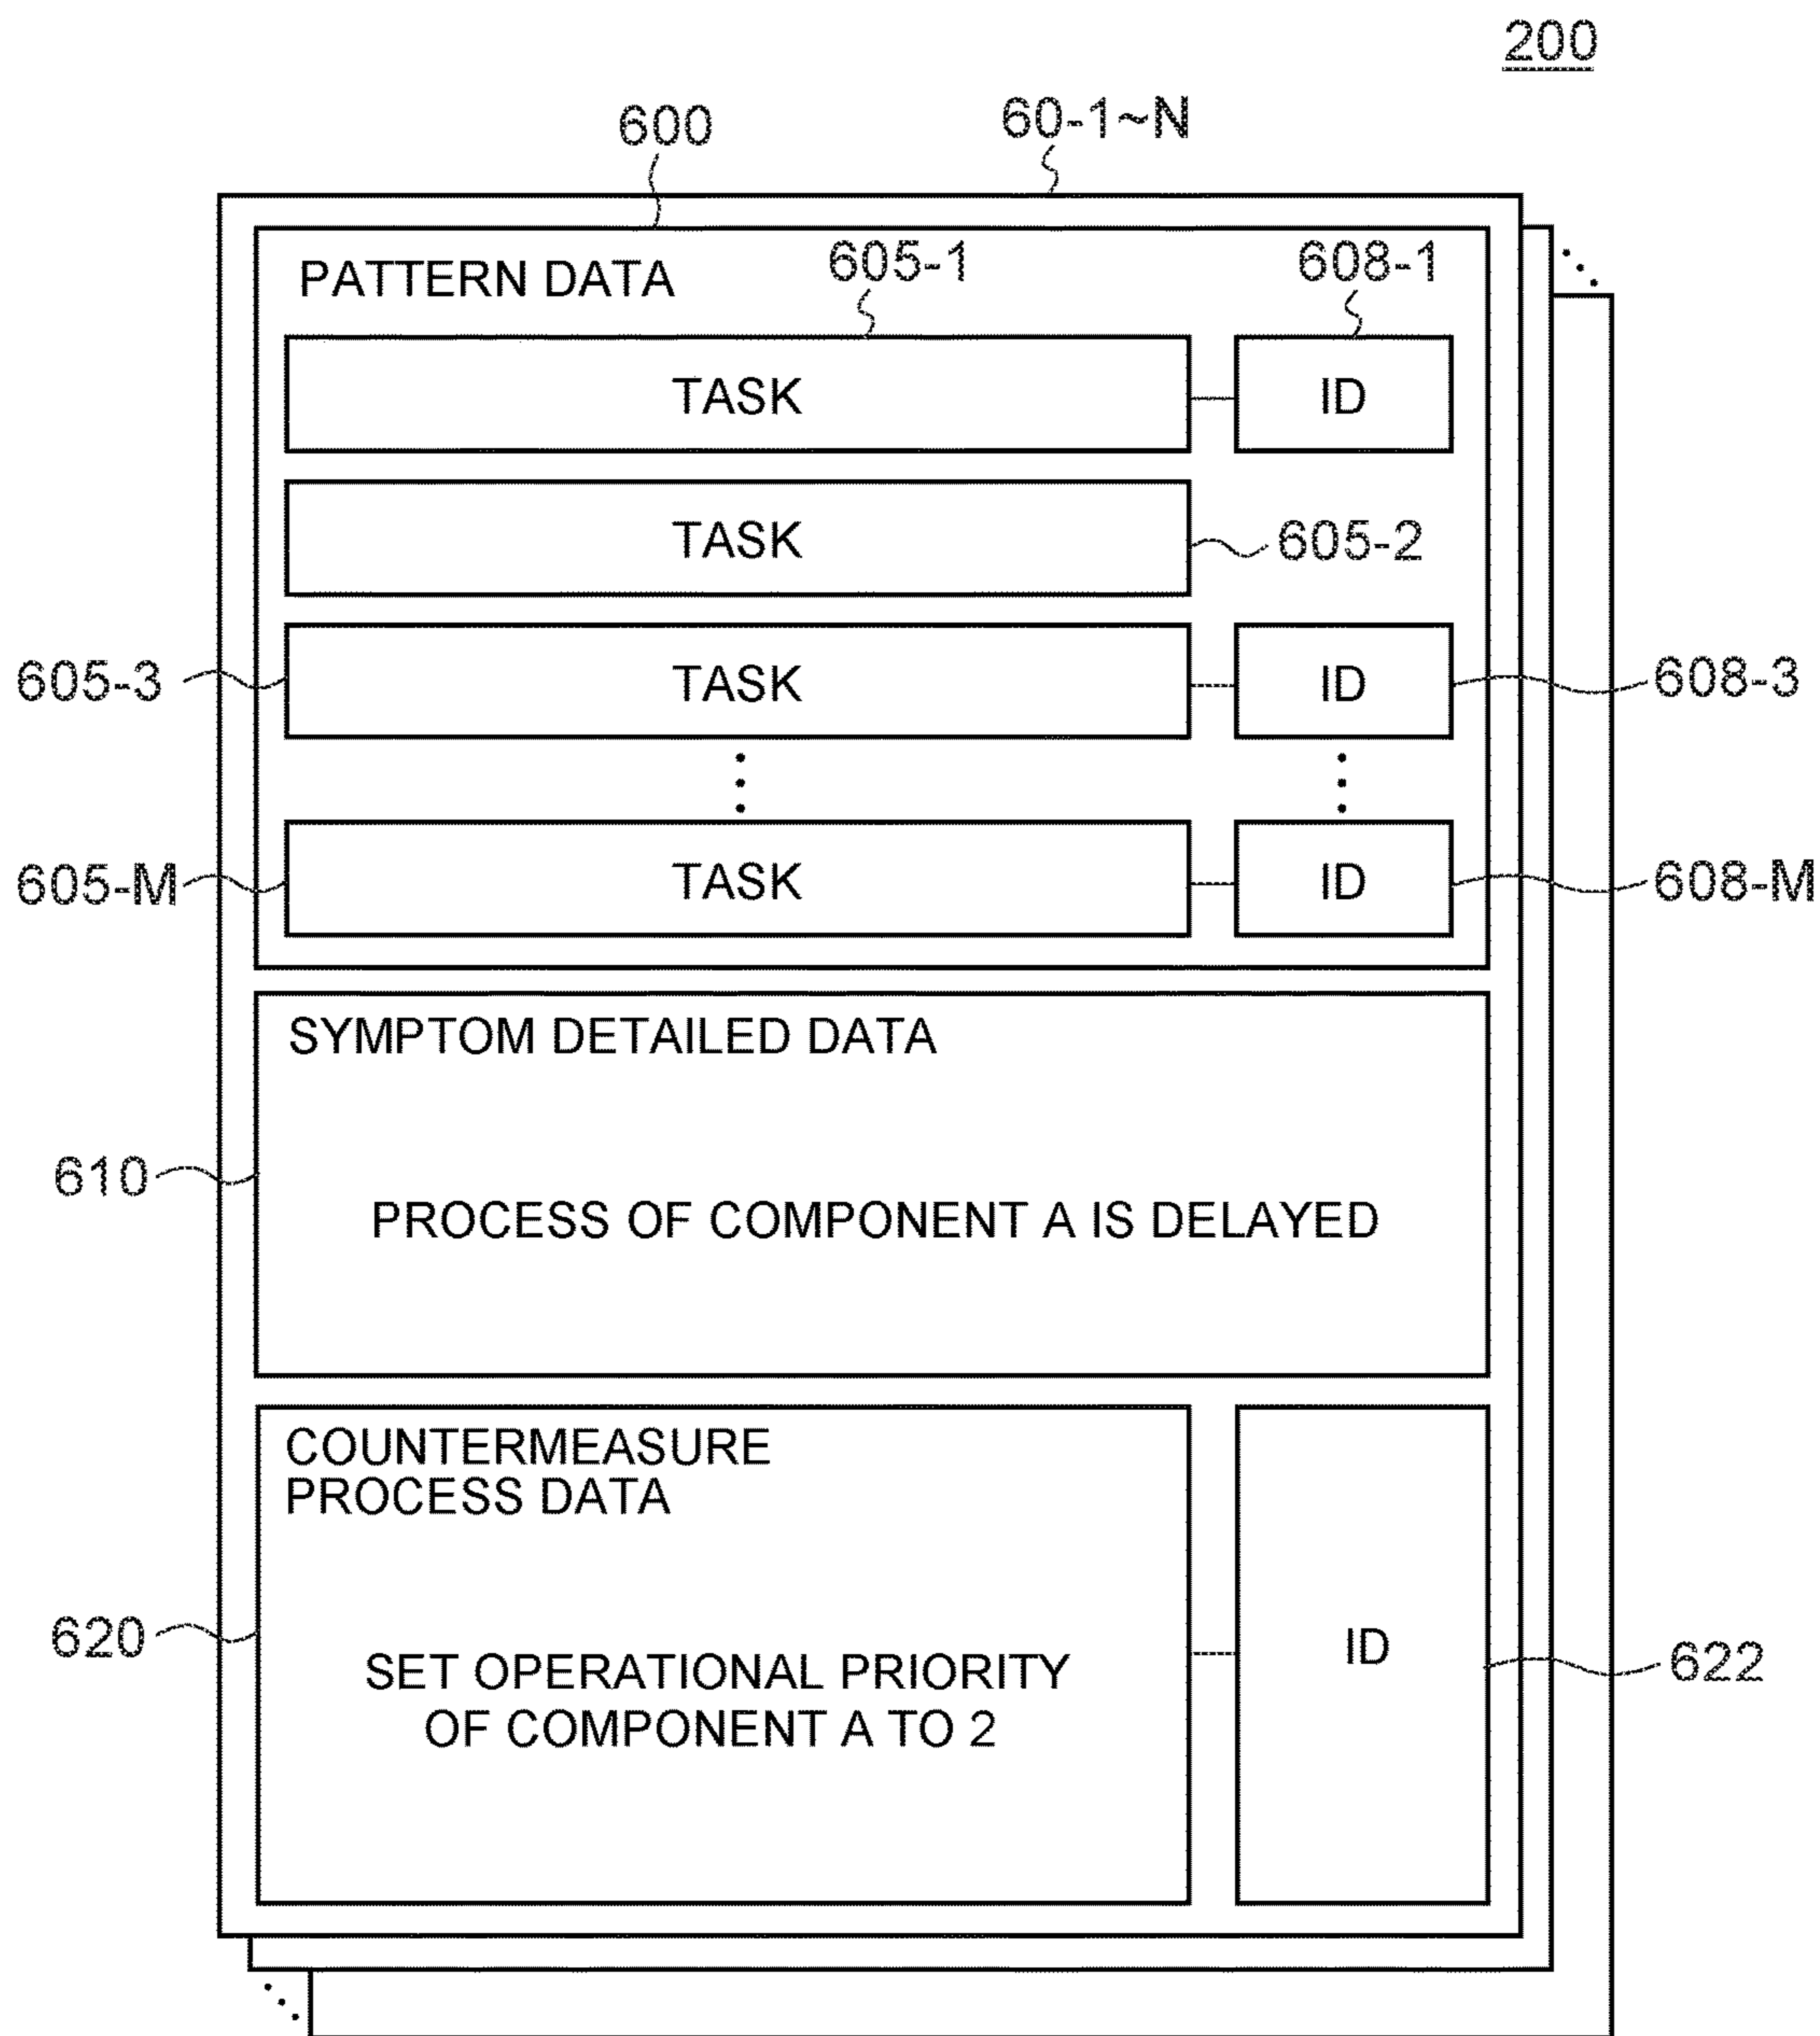 200
600
60-1~N
PATTERN DATA
605-1
608-1
TASK
ID
TASK
605-2
605-3
TASK
ID
608-3
605-M
TASK
ID
608-M
SYMPTOM DETAILED DATA
610
PROCESS OF COMPONENT A IS DELAYED
COUNTERMEASURE
PROCESS DATA
620
SET OPERATIONAL PRIORITY
OF COMPONENT A TO 2
ID
622